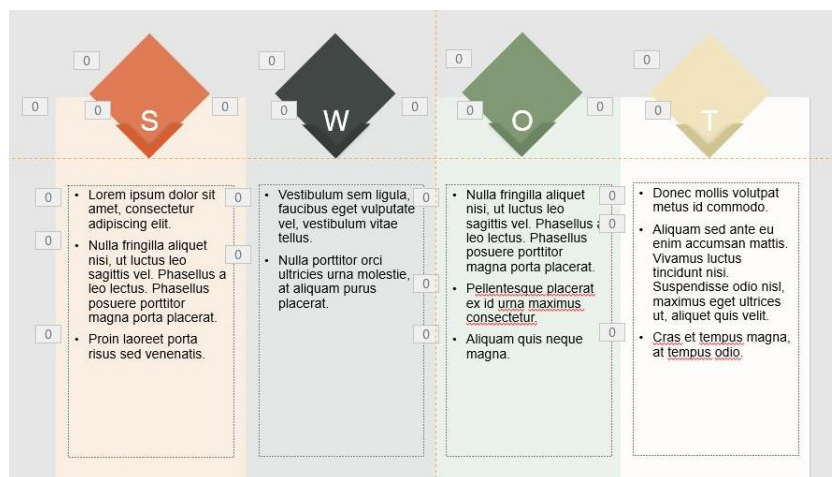 0
0
0
0
0
0
S
0
0
W
0
0
O
0
0
T
0
• Lorem ipsum dolor sit
amet, consectetur
adipiscing elit.
0
• Nulla fringilla aliquet
nisi, ut luctus leo
sagittis vel. Phasellus a
leo lectus. Phasellus
posuere porttitor
magna porta placerat.
0
• Proin laoreet porta
risus sed venenatis.
0
• Vestibulum sem ligula,
faucibus eget vulputate
vel, vestibulum vitae
tellus.
0
• Nulla porttitor orci
ultricies urna molestie,
at aliquam purus
placerat.
0
• Nulla fringilla aliquet
nisi, ut luctus leo
sagittis vel. Phasellus a
leo lectus. Phasellus
posuere porttitor
magna porta placerat.
0
• Pellentesque placerat
ex id urna maximus
consectetur.
0
• Aliquam quis neque
magna.
0
• Donec mollis volutpat
metus id commodo.
0
• Aliquam sed ante eu
enim accumsan mattis.
Vivamus luctus
tincidunt nisi.
Suspendisse odio nisl,
maximus eget ultrices
ut, aliquet quis velit.
0
• Cras et tempus magna,
at tempus odio.